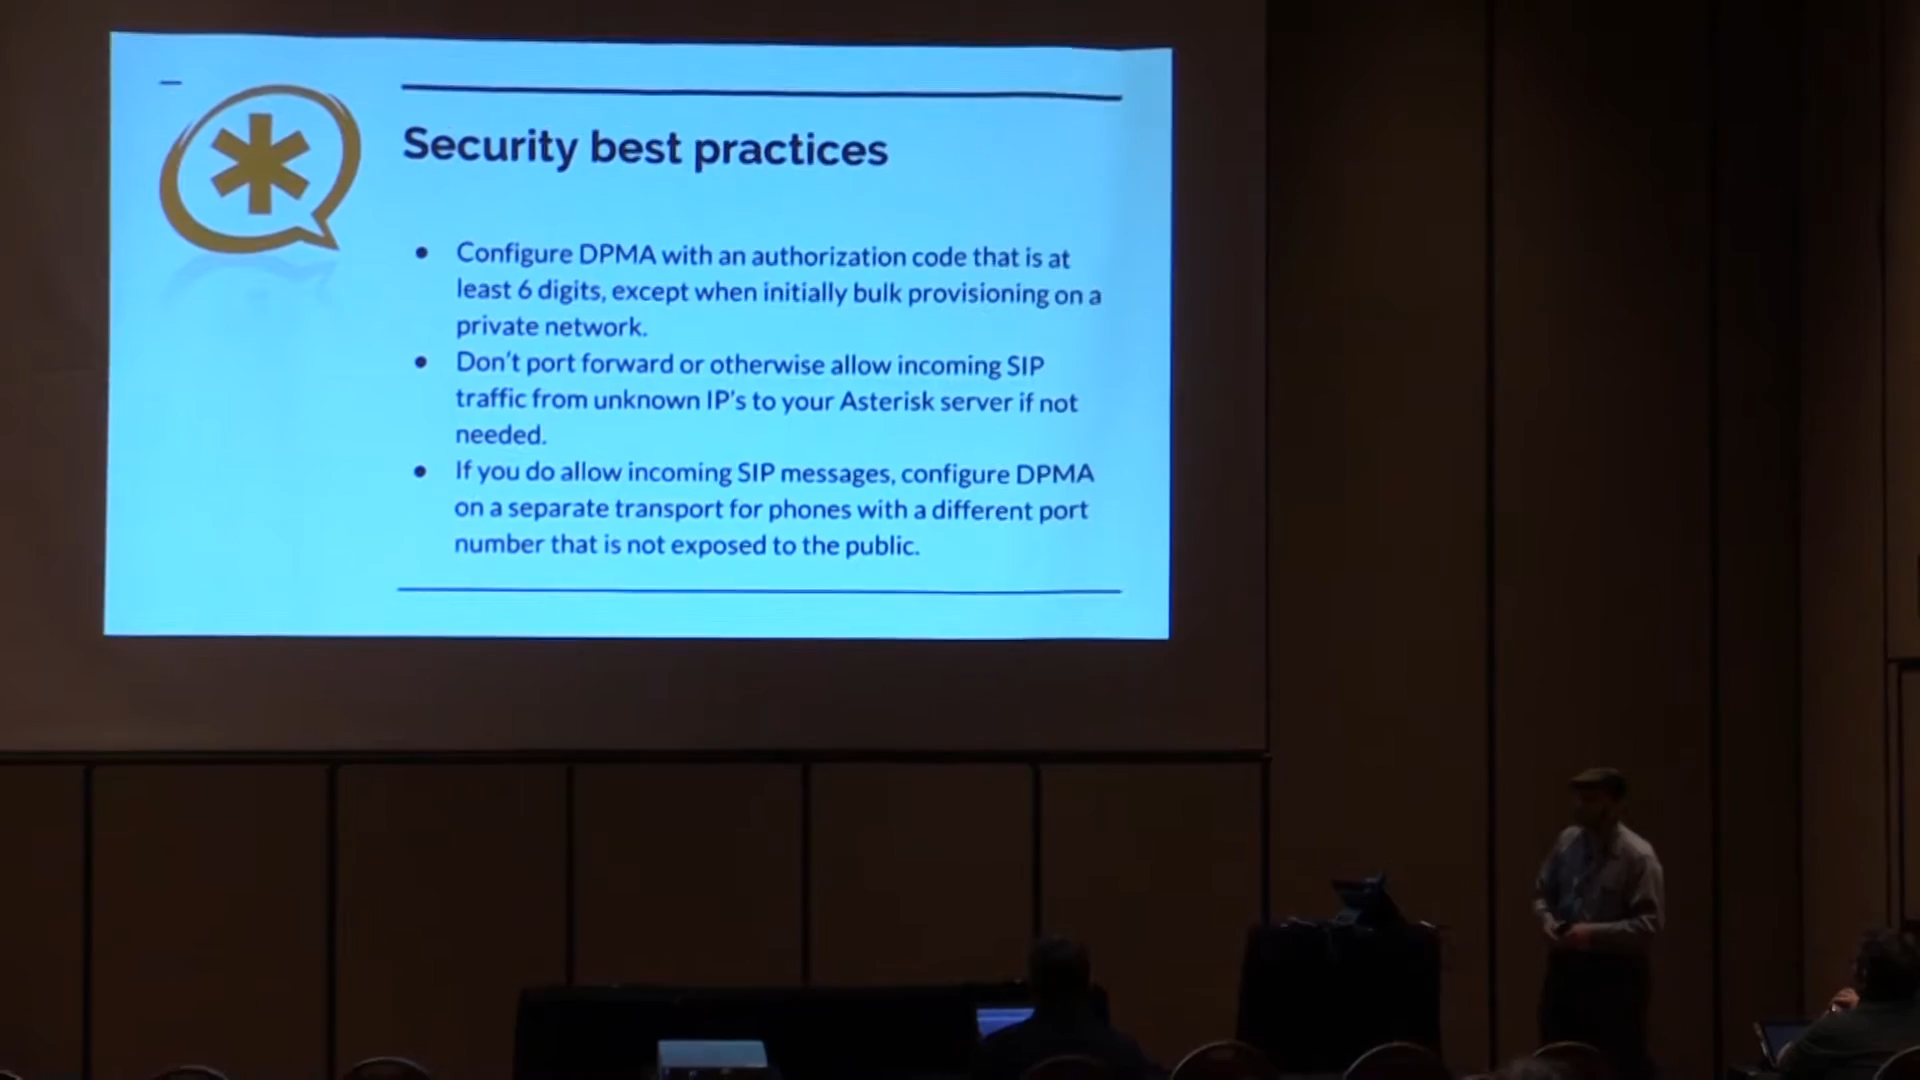 Security best practices
● Configure DPMA with an authorization code that is at
least 6 digits, except when initially bulk provisioning on a
private network.
● Don't port forward or otherwise allow incoming SIP
traffic from unknown IP's to your Asterisk server if not
needed.
● If you do allow incoming SIP messages, configure DPMA
on a separate transport for phones with a different port
number that is not exposed to the public.